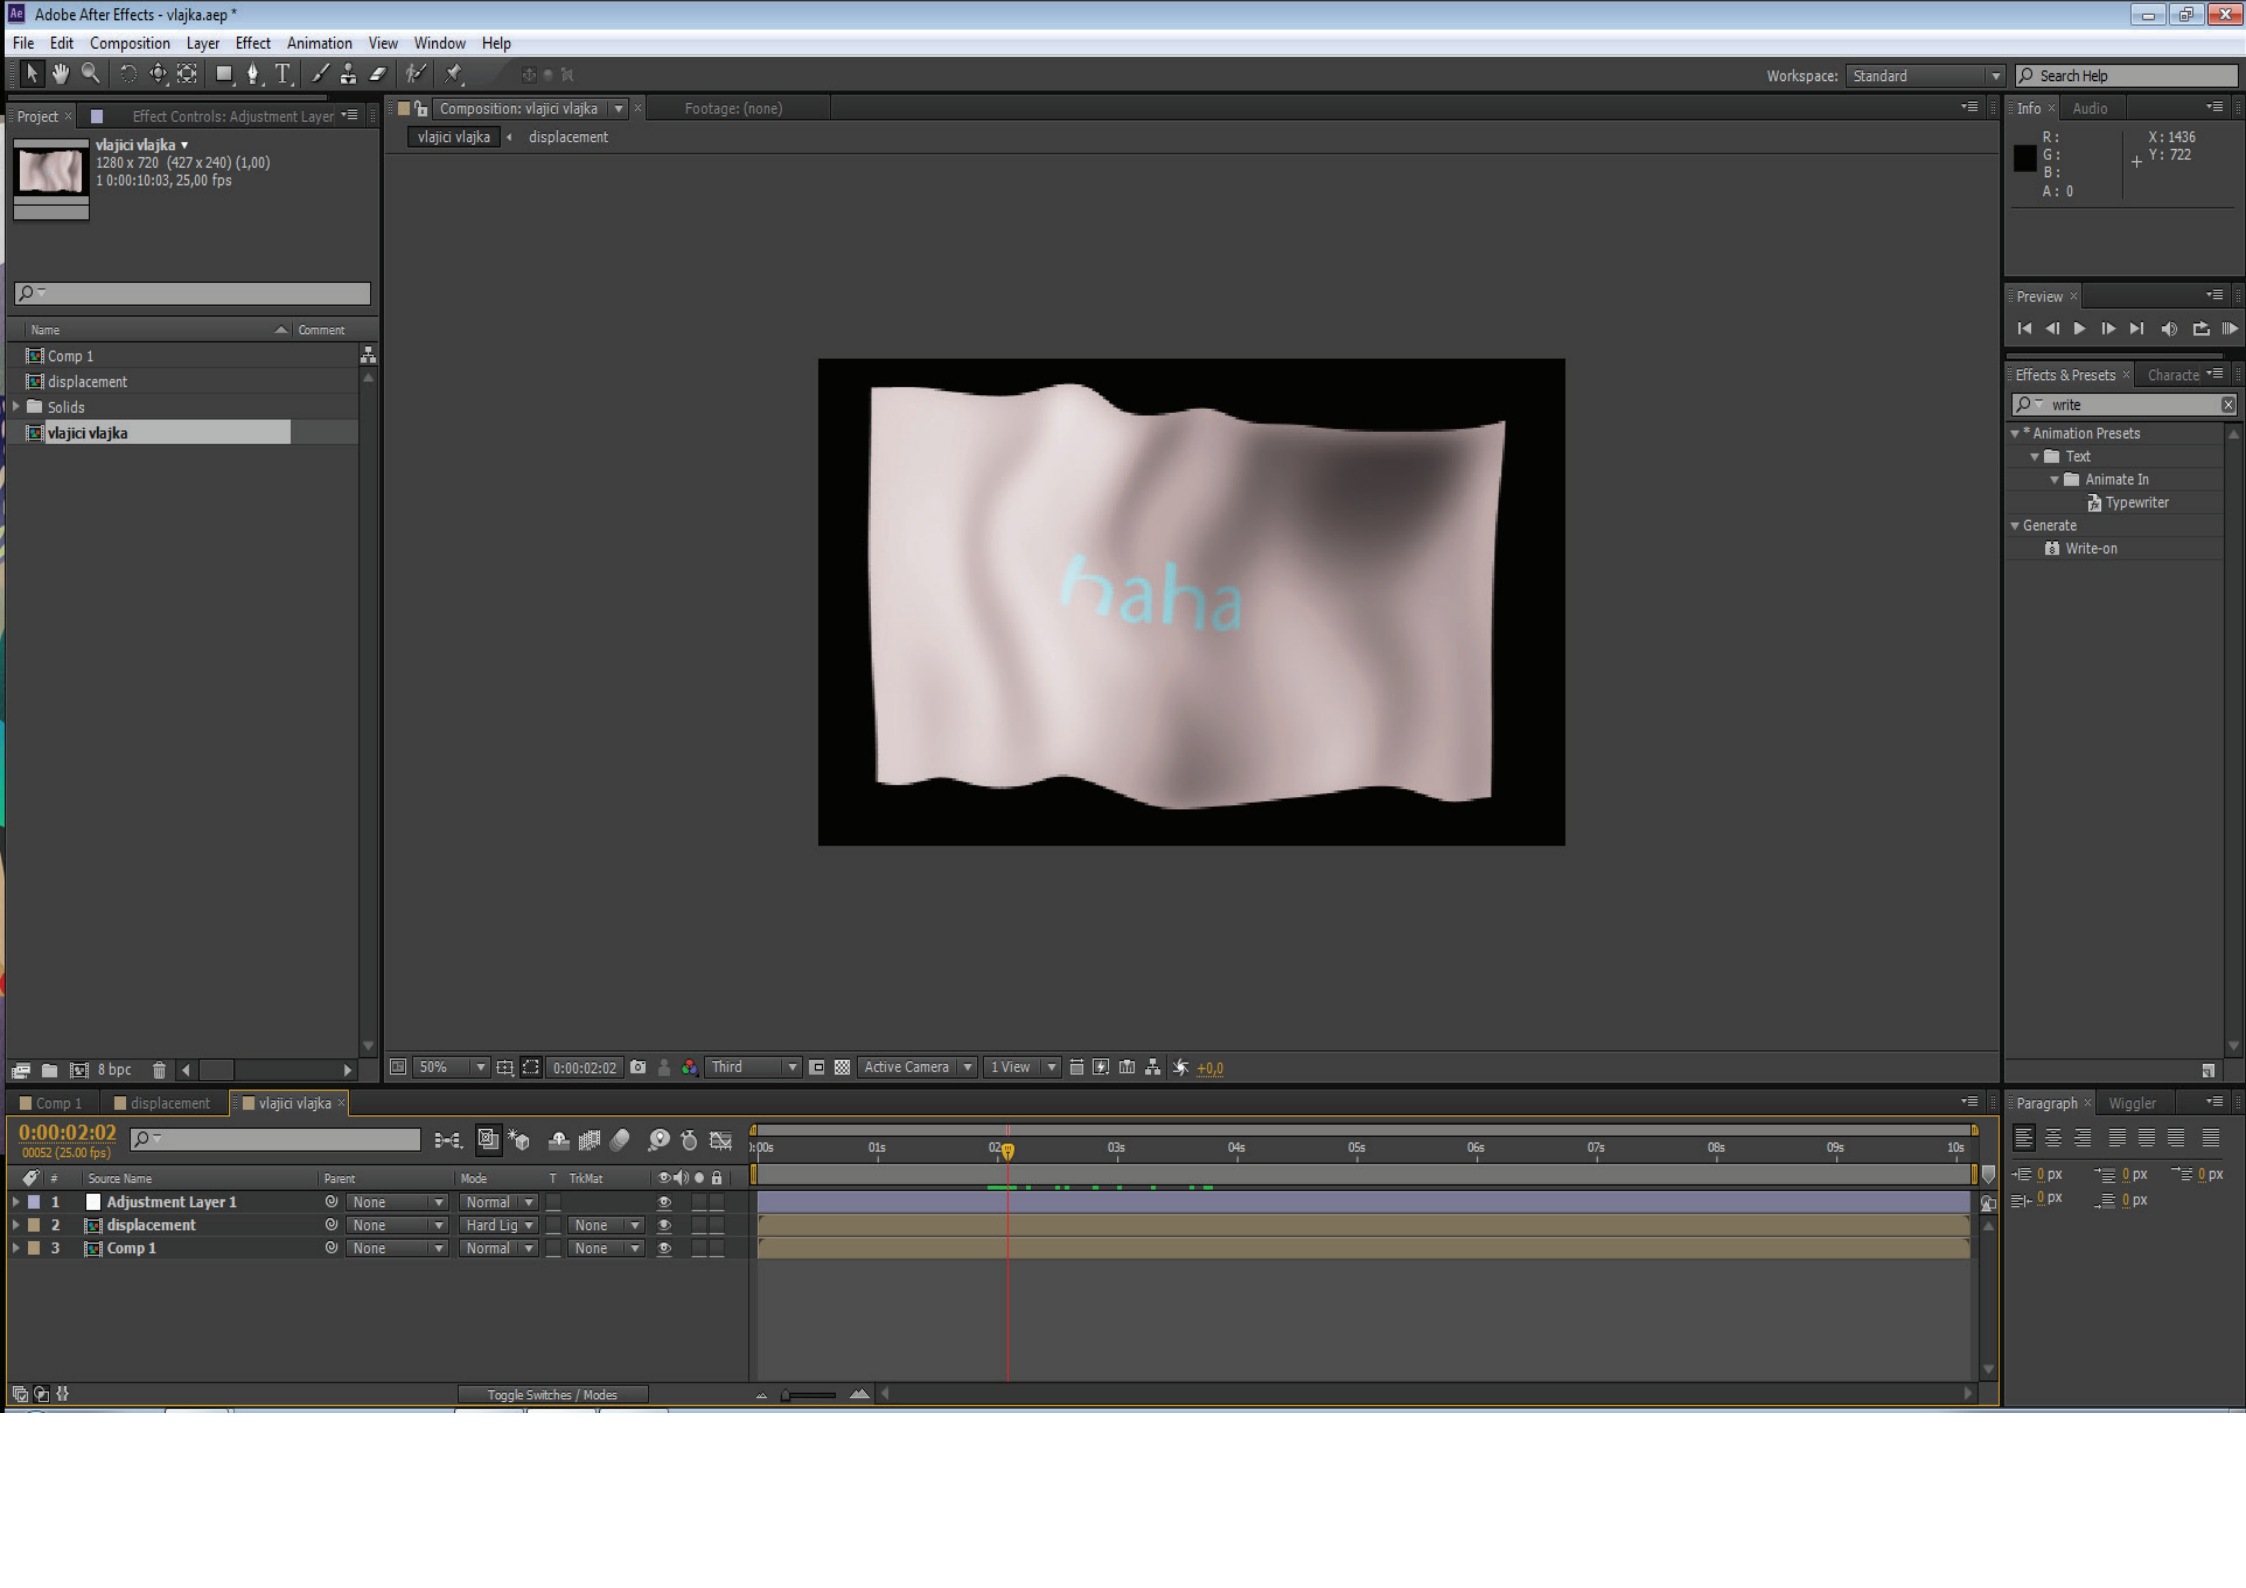 Adobe After Effects - vlajka.aep *
File Edit Composition Layer Effect Animation View Window Help
Workspace: Standard Search Help
Project × Effect Controls: Adjustment Layer
vlajici vlajka
1280 x 720 (427 x 240) (1,00)
1 0:00:10:03, 25,00 fps
Name Comment
Comp 1
displacement
Solids
vlajici vlajka
8 bpc
Composition: vlajici vlajka × Footage: (none)
vlajici vlajka displacement
haha
50% 0:00:02:02 Third Active Camera 1 View +0,0
Info × Audio
R: X: 1436
G: Y: 722
B:
A: 0
Preview ×
Effects & Presets × Characte
write
* Animation Presets
Text
Animate In
Typewriter
Generate
Write-on
Comp 1 displacement vlajici vlajka ×
0:00:02:02
00052 (25.00 fps)
):00s 01s 02 03s 04s 05s 06s 07s 08s 09s 10s
# Source Name Parent Mode T TrkMat
1 Adjustment Layer 1 None Normal
2 displacement None Hard Lig None
3 Comp 1 None Normal None
Toggle Switches / Modes
Paragraph × Wiggler
0 px 0 px 0 px
0 px 0 px